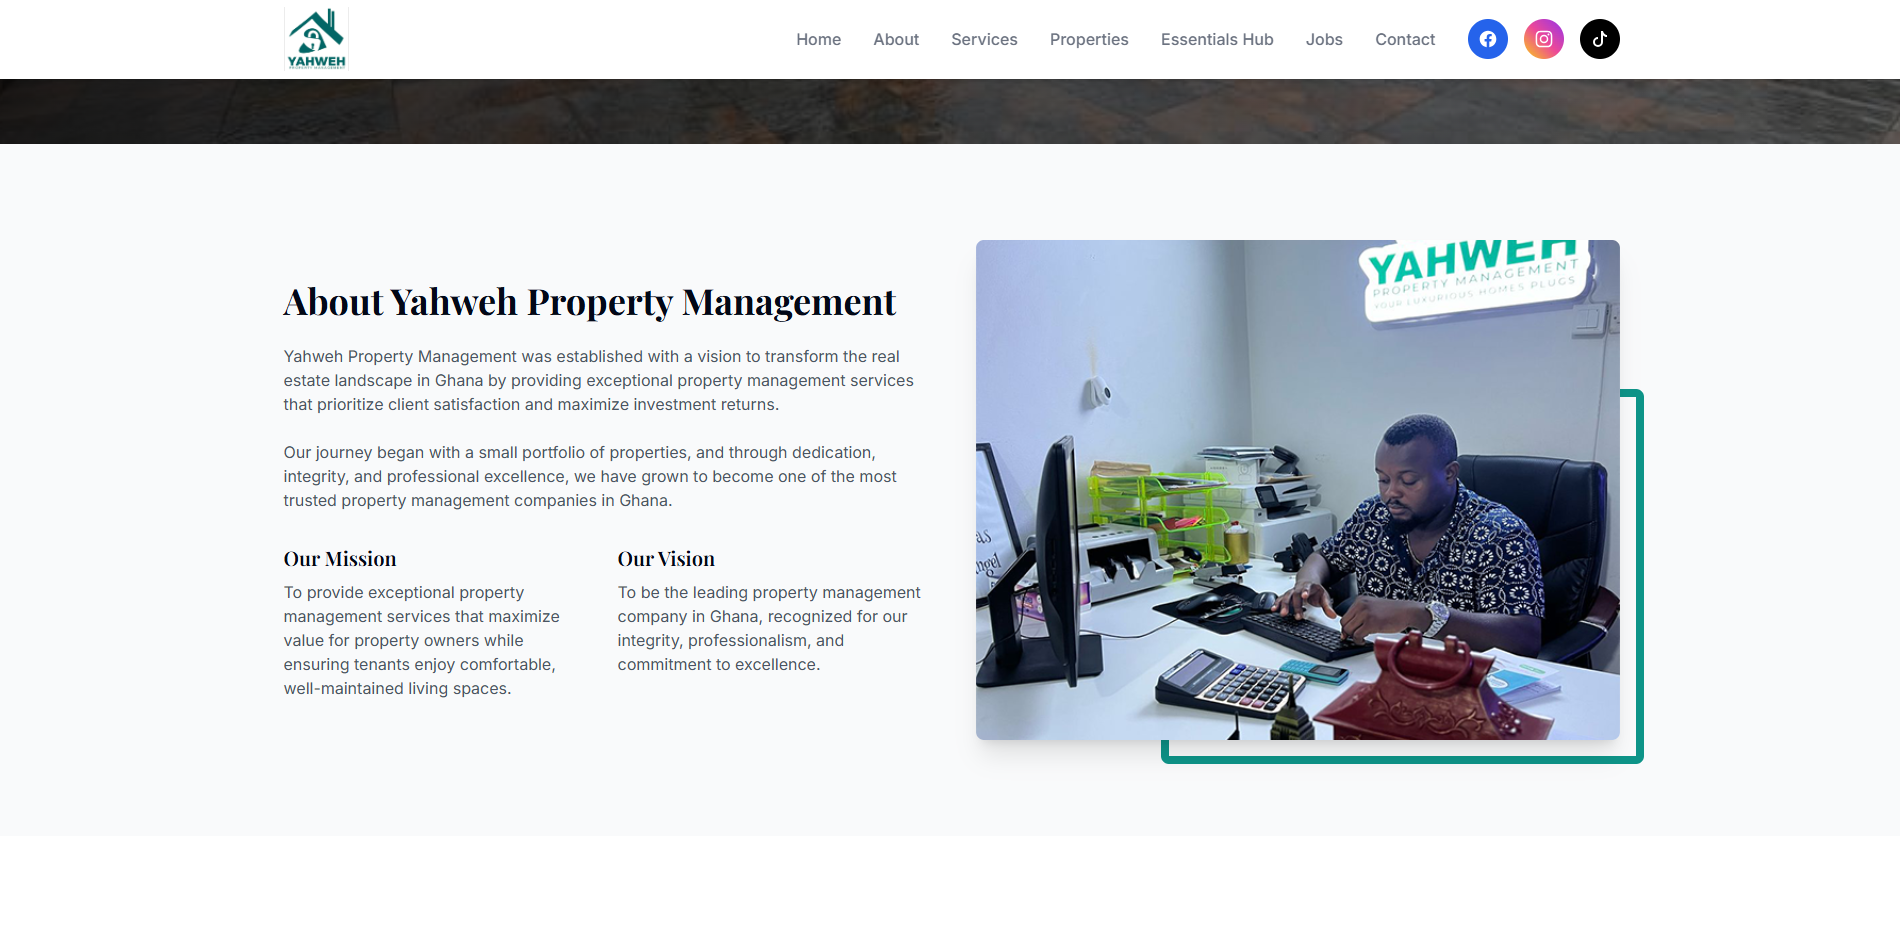 YAHWEH
PROPERTY MANAGEMENT
Home
About
Services
Properties
Essentials Hub
Jobs
Contact
About Yahweh Property Management
Yahweh Property Management was established with a vision to transform the real
estate landscape in Ghana by providing exceptional property management services
that prioritize client satisfaction and maximize investment returns.
Our journey began with a small portfolio of properties, and through dedication,
integrity, and professional excellence, we have grown to become one of the most
trusted property management companies in Ghana.
Our Mission
To provide exceptional property
management services that maximize
value for property owners while
ensuring tenants enjoy comfortable,
well-maintained living spaces.
Our Vision
To be the leading property management
company in Ghana, recognized for our
integrity, professionalism, and
commitment to excellence.
YAHWEH
PROPERTY MANAGEMENT
YOUR LUXURIOUS HOMES PLUGS